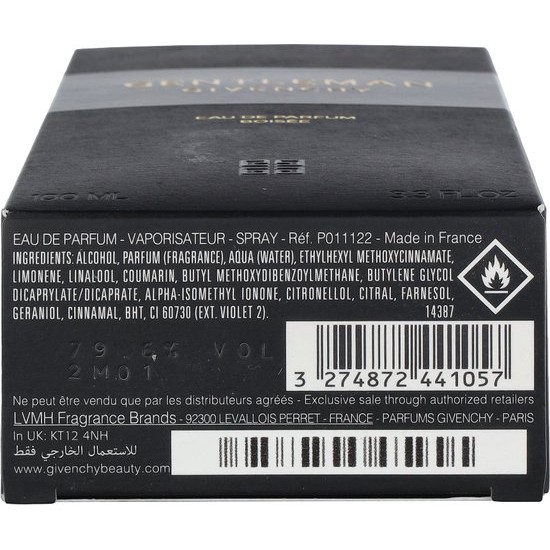 GENTLEMAN
GIVENCHY
EAU DE PARFUM
BOISÉE
100 ML 3.3 FL.OZ
EAU DE PARFUM - VAPORISATEUR - SPRAY - Réf. P011122 - Made in France
INGREDIENTS: ALCOHOL, PARFUM (FRAGRANCE), AQUA (WATER), ETHYLHEXYL METHOXYCINNAMATE,
LIMONENE, LINALOOL, COUMARIN, BUTYL METHOXYDIBENZOYLMETHANE, BUTYLENE GLYCOL
DICAPRYLATE/DICAPRATE, ALPHA-ISOMETHYL IONONE, CITRONELLOL, CITRAL, FARNESOL,
GERANIOL, CINNAMAL, BHT, CI 60730 (EXT. VIOLET 2). 14387
79.6% VOL
2M01
3 274872 441057
Ne peut être vendu que par les distributeurs agréés - Exclusive sale through authorized retailers
LVMH Fragrance Brands - 92300 LEVALLOIS PERRET - FRANCE - PARFUMS GIVENCHY - PARIS
In UK: KT12 4NH
للاستعمال الخارجي فقط
www.givenchybeauty.com